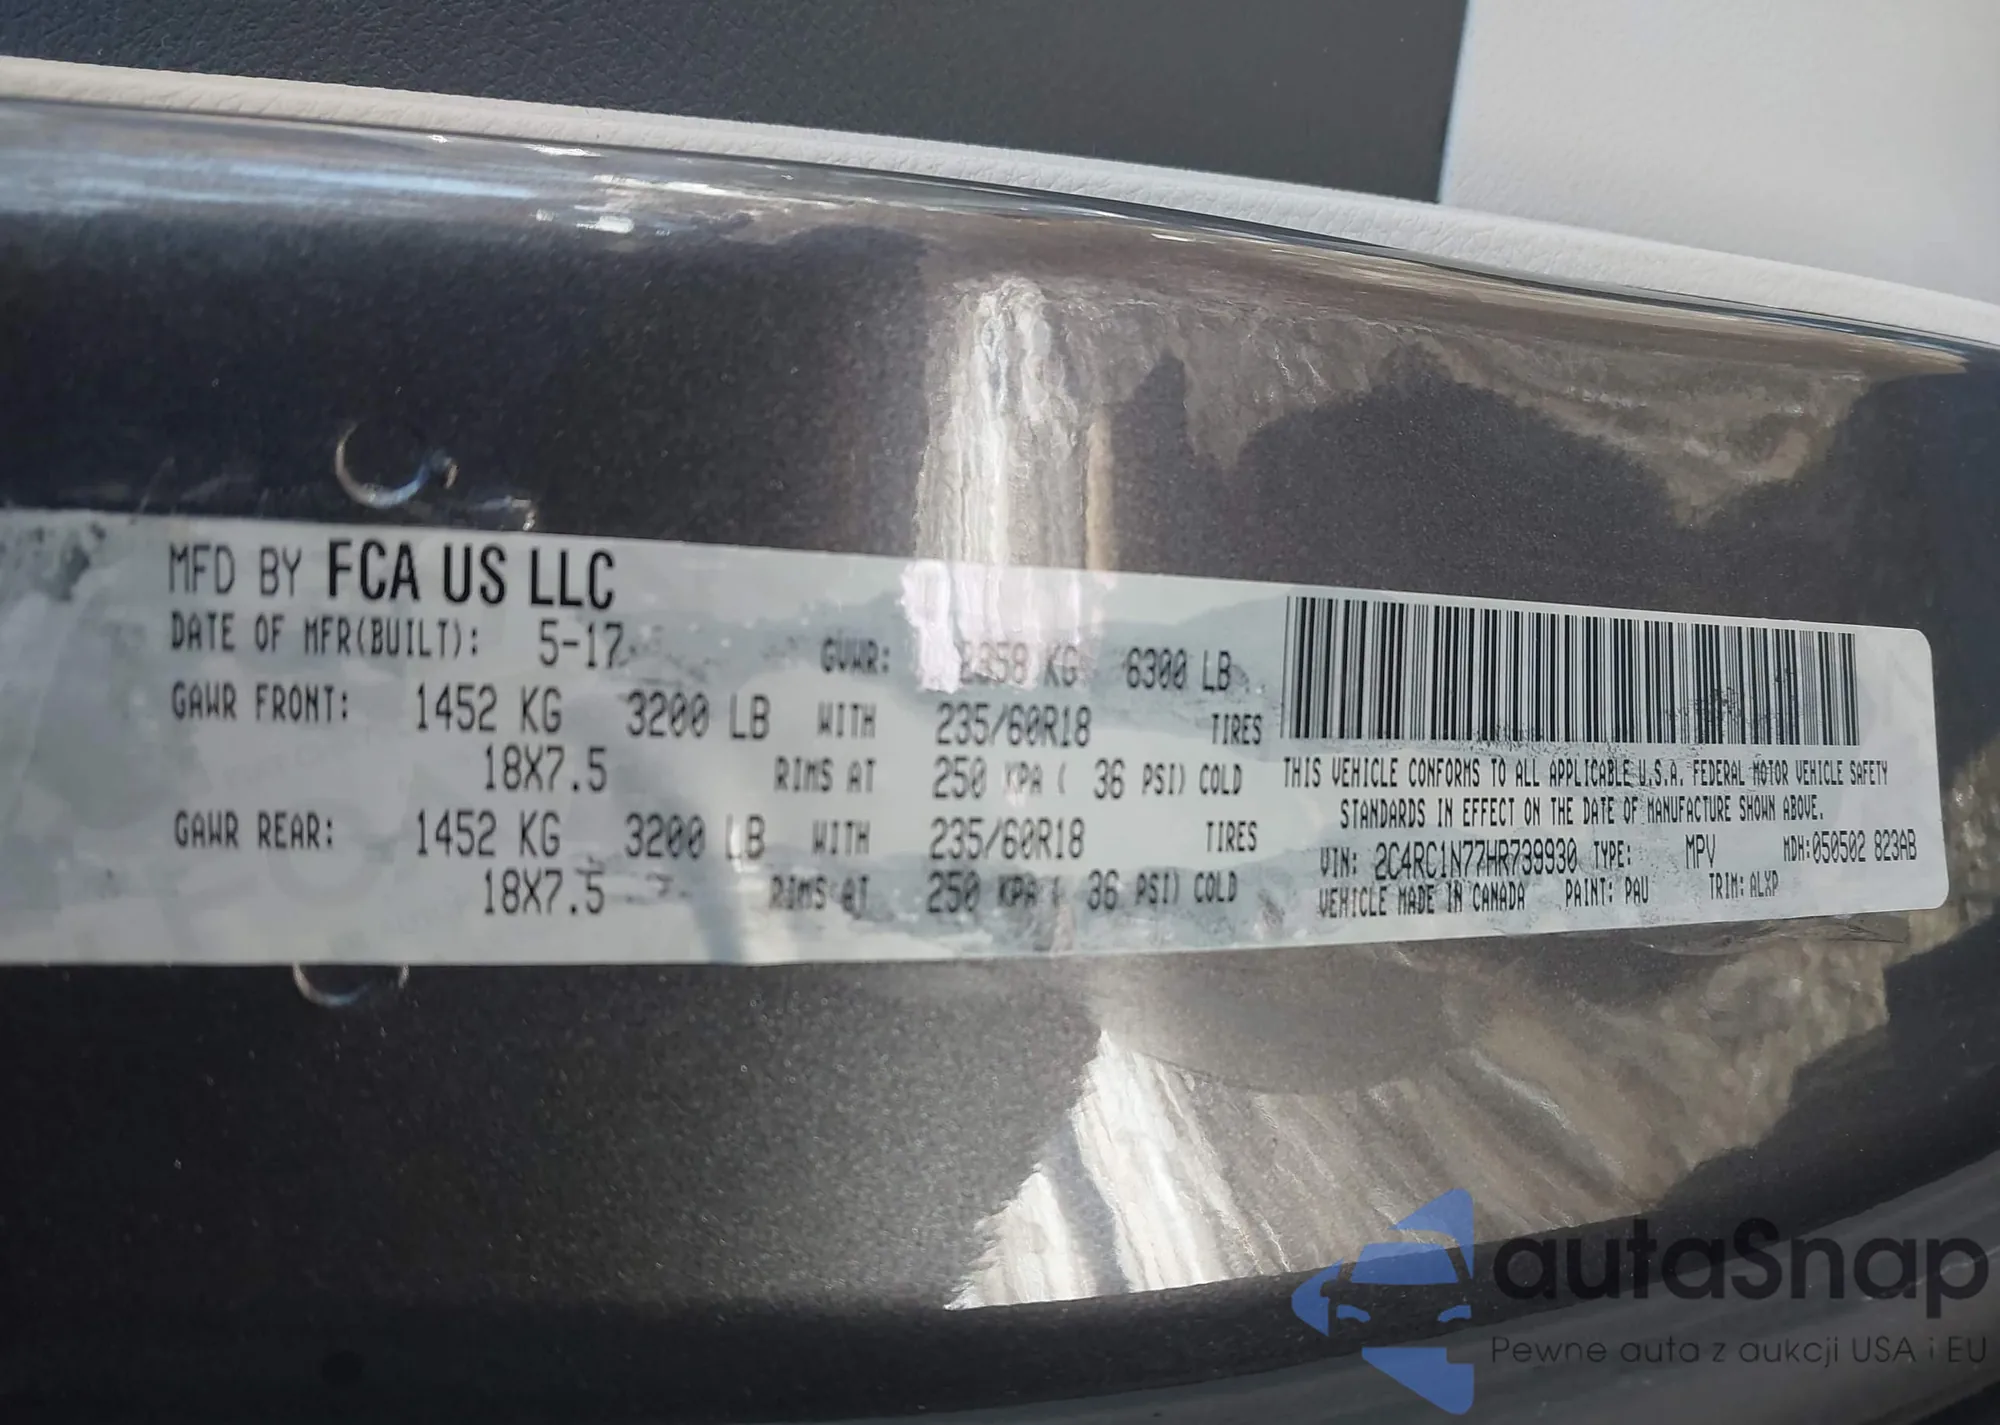 MFD BY FCA US LLC
DATE OF MFR(BUILT): 5-17 GVWR: 2358 KG 6300 LB
GAWR FRONT: 1452 KG 3200 LB WITH 235/60R18 TIRES
18X7.5 RIMS AT 250 KPA ( 36 PSI) COLD
GAWR REAR: 1452 KG 3200 LB WITH 235/60R18 TIRES
18X7.5 RIMS AT 250 KPA ( 36 PSI) COLD
THIS VEHICLE CONFORMS TO ALL APPLICABLE U.S.A. FEDERAL MOTOR VEHICLE SAFETY
STANDARDS IN EFFECT ON THE DATE OF MANUFACTURE SHOWN ABOVE.
VIN: 2C4RC1N77HR739930 TYPE: MPV MDH:050502 823AB
VEHICLE MADE IN CANADA PAINT: PAU TRIM: ALXP
autaSnap
Pewne auta z aukcji USA i EU